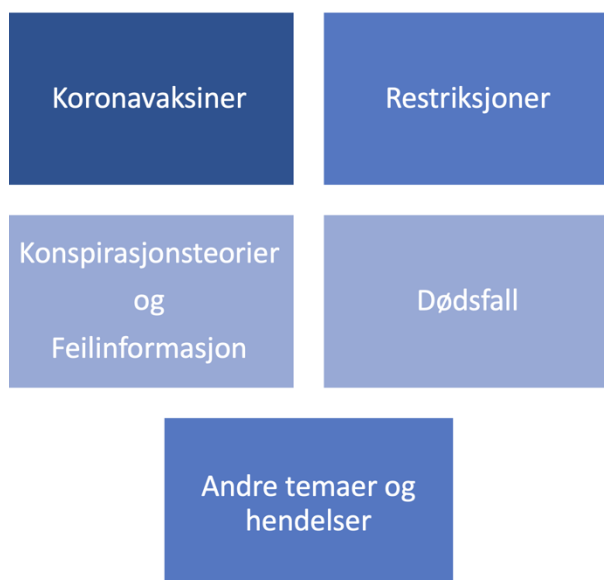 Koronavaksiner
Restriksjoner
Konspirasjonsteorier
og
Feilinformasjon
Dødsfall
Andre temaer og
hendelser